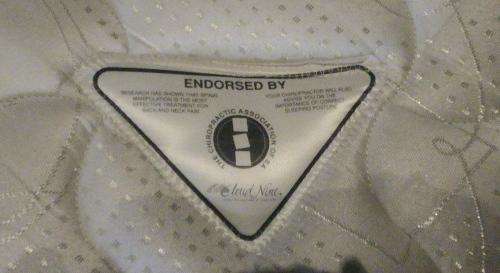 ENDORSED BY
RESEARCH HAS SHOWN THAT SPINAL
MANIPULATION IS THE MOST
EFFECTIVE TREATMENT FOR
BACK AND NECK PAIN
YOUR CHIROPRACTOR WILL ALSO
ADVISE YOU ON THE
IMPORTANCE OF CORRECT
SLEEPING POSTURE
THE CHIROPRACTIC ASSOCIATION OF SA
Cloud Nine